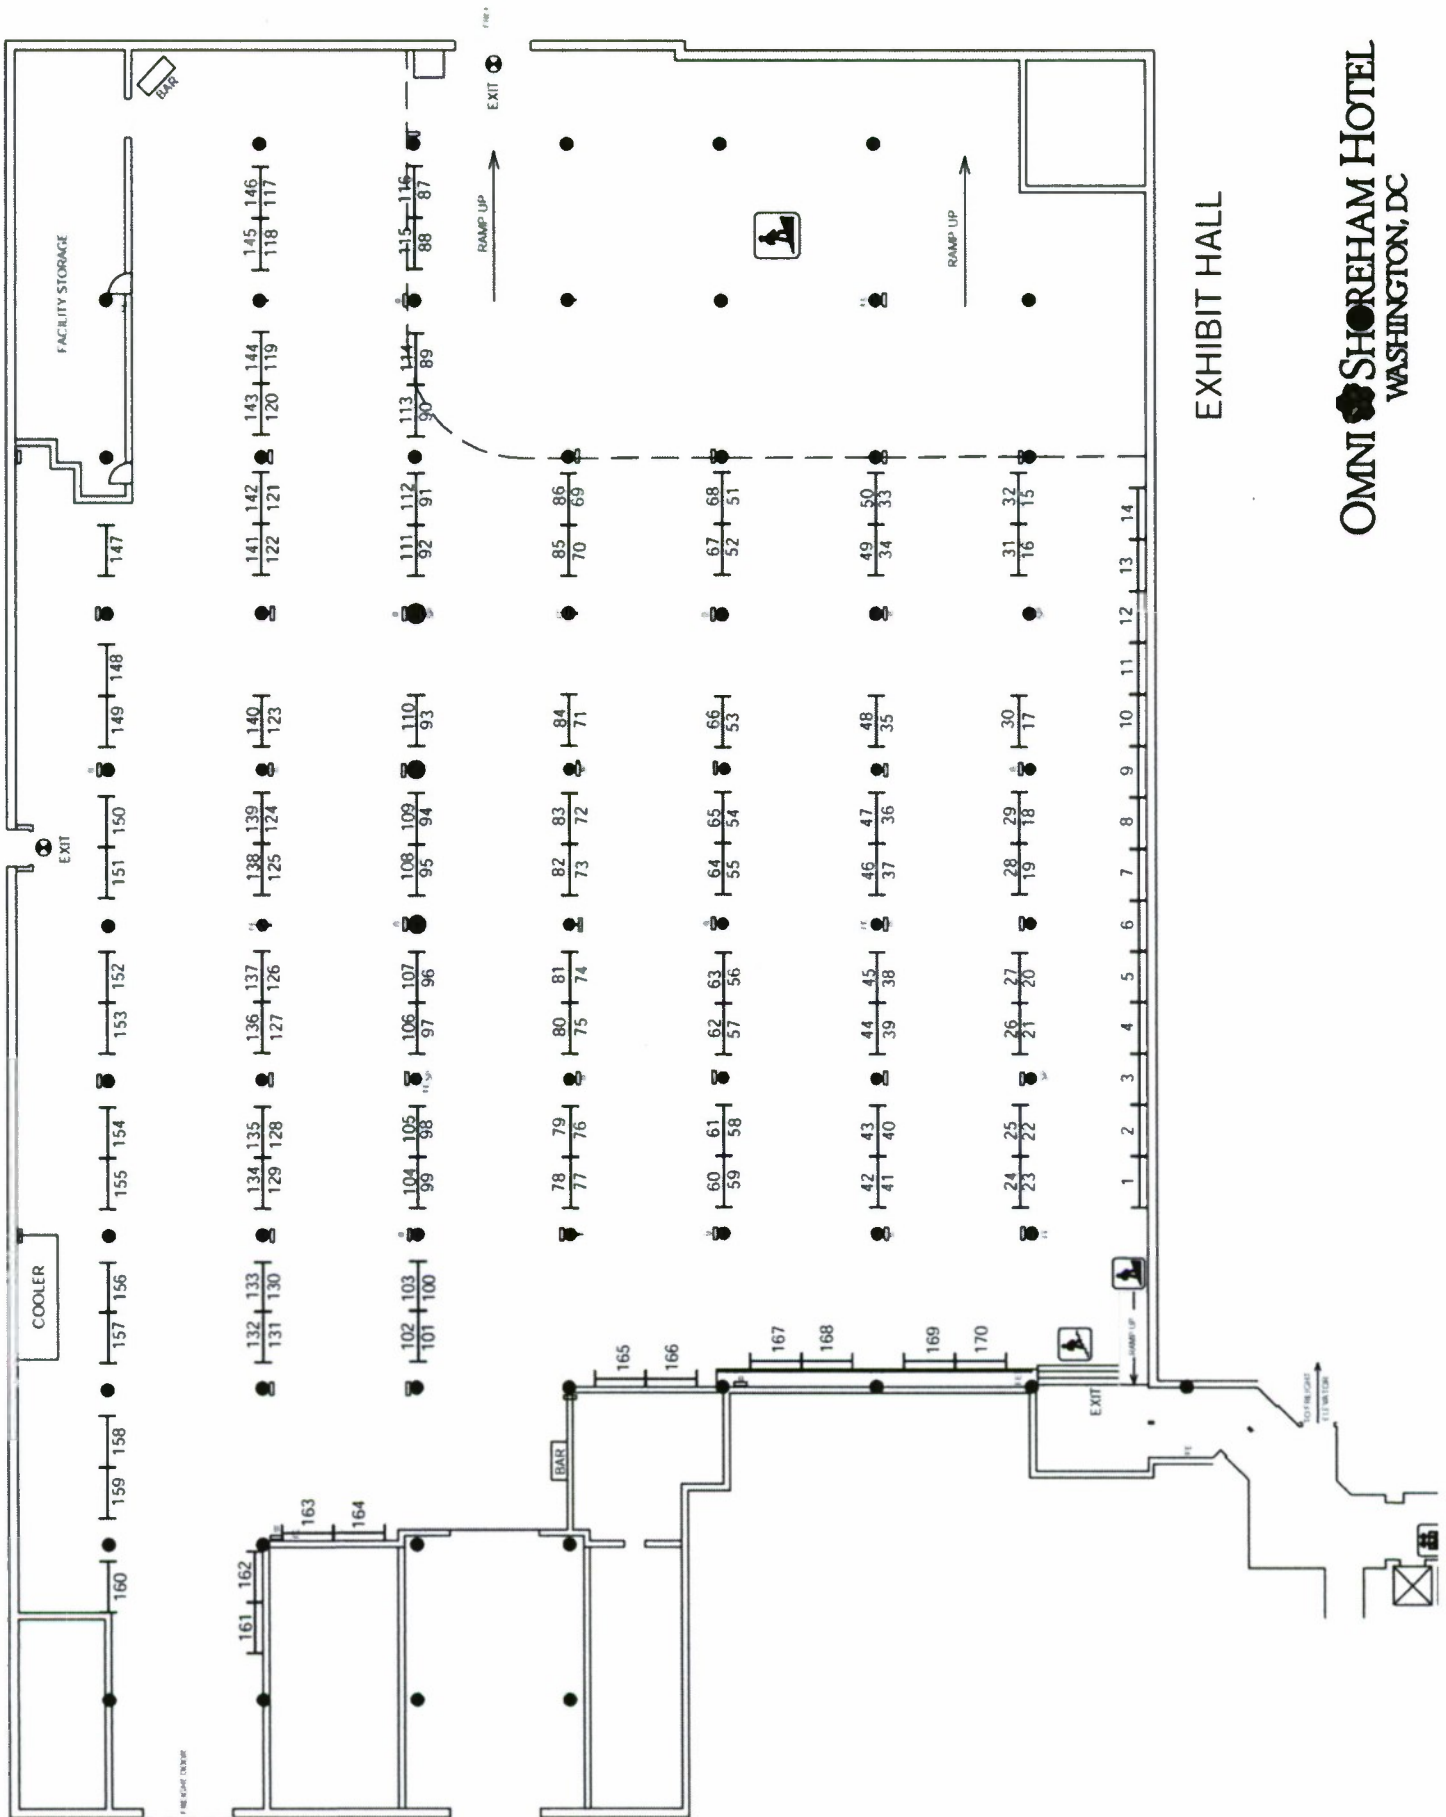 COOLER
EXIT
FACILITY STORAGE
160 159 158 157 156 155 154 153 152 151 150 149 148 147
BAR
161 162 132 133 134 135 136 137 138 139 140 141 142 143 144 145 146
131 130 129 128 127 126 125 124 123 122 121 120 119 118 117
163
164
102 103 104 105 106 107 108 109 110 111 112 113 114 115 116
101 100 99 98 97 96 95 94 93 92 91 90 89 88 87
RAMP UP
EXIT
BAR
78 79 80 81 82 83 84 85 86
77 76 75 74 73 72 71 70 69
165
166
60 61 62 63 64 65 66 67 68
59 58 57 56 55 54 53 52 51
167
168
42 43 44 45 46 47 48 49 50
41 40 39 38 37 36 35 34 33
169
170
RAMP UP
24 25 26 27 28 29 30 31 32
23 22 21 20 19 18 17 16 15
EXIT
RAMP UP
1 2 3 4 5 6 7 8 9 10 11 12 13 14
EXHIBIT HALL
TO FREIGHT
ELEVATOR
OMNI SHOREHAM HOTEL
WASHINGTON, DC